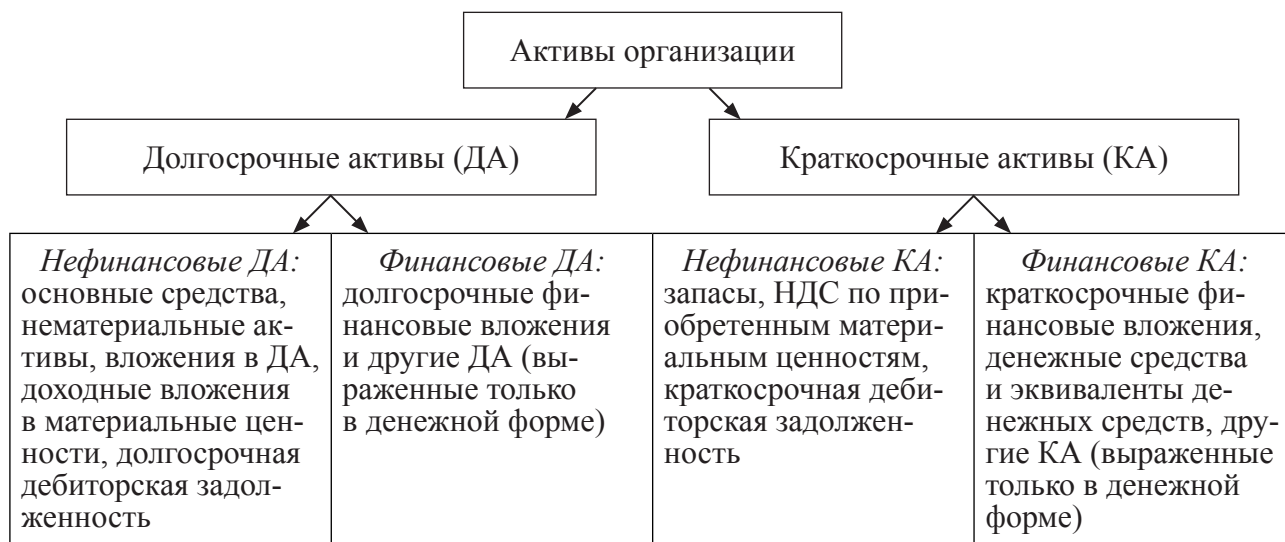 Активы организации
Долгосрочные активы (ДА)
Краткосрочные активы (КА)
Нефинансовые ДА:
основные средства,
нематериальные ак-
тивы, вложения в ДА,
доходные вложения
в материальные цен-
ности, долгосрочная
дебиторская задол-
женность
Финансовые ДА:
долгосрочные фи-
нансовые вложения
и другие ДА (вы-
раженные только
в денежной форме)
Нефинансовые КА:
запасы, НДС по при-
обретенным матери-
альным ценностям,
краткосрочная деби-
торская задолжен-
ность
Финансовые КА:
краткосрочные фи-
нансовые вложения,
денежные средства
и эквиваленты де-
нежных средств, дру-
гие КА (выраженные
только в денежной
форме)